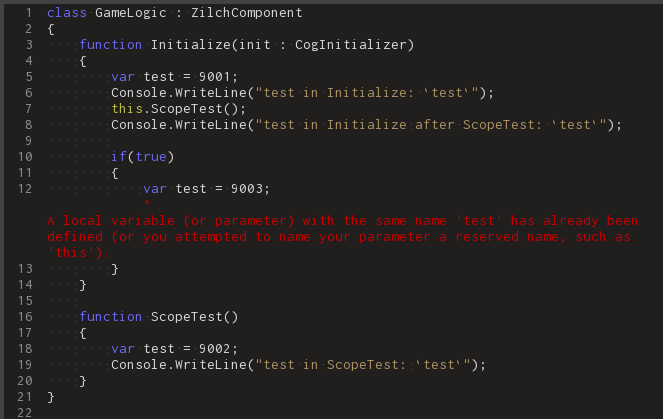 1 class GameLogic : ZilchComponent
2 {
3 function Initialize(init : CogInitializer)
4 {
5 var test = 9001;
6 Console.WriteLine("test in Initialize: `test`");
7 this.ScopeTest();
8 Console.WriteLine("test in Initialize after ScopeTest: `test`");
9
10 if(true)
11 {
12 var test = 9003;
^
A local variable (or parameter) with the same name 'test' has already been
defined (or you attempted to name your parameter a reserved name, such as
'this').
13 }
14 }
15
16 function ScopeTest()
17 {
18 var test = 9002;
19 Console.WriteLine("test in ScopeTest: `test`");
20 }
21 }
22